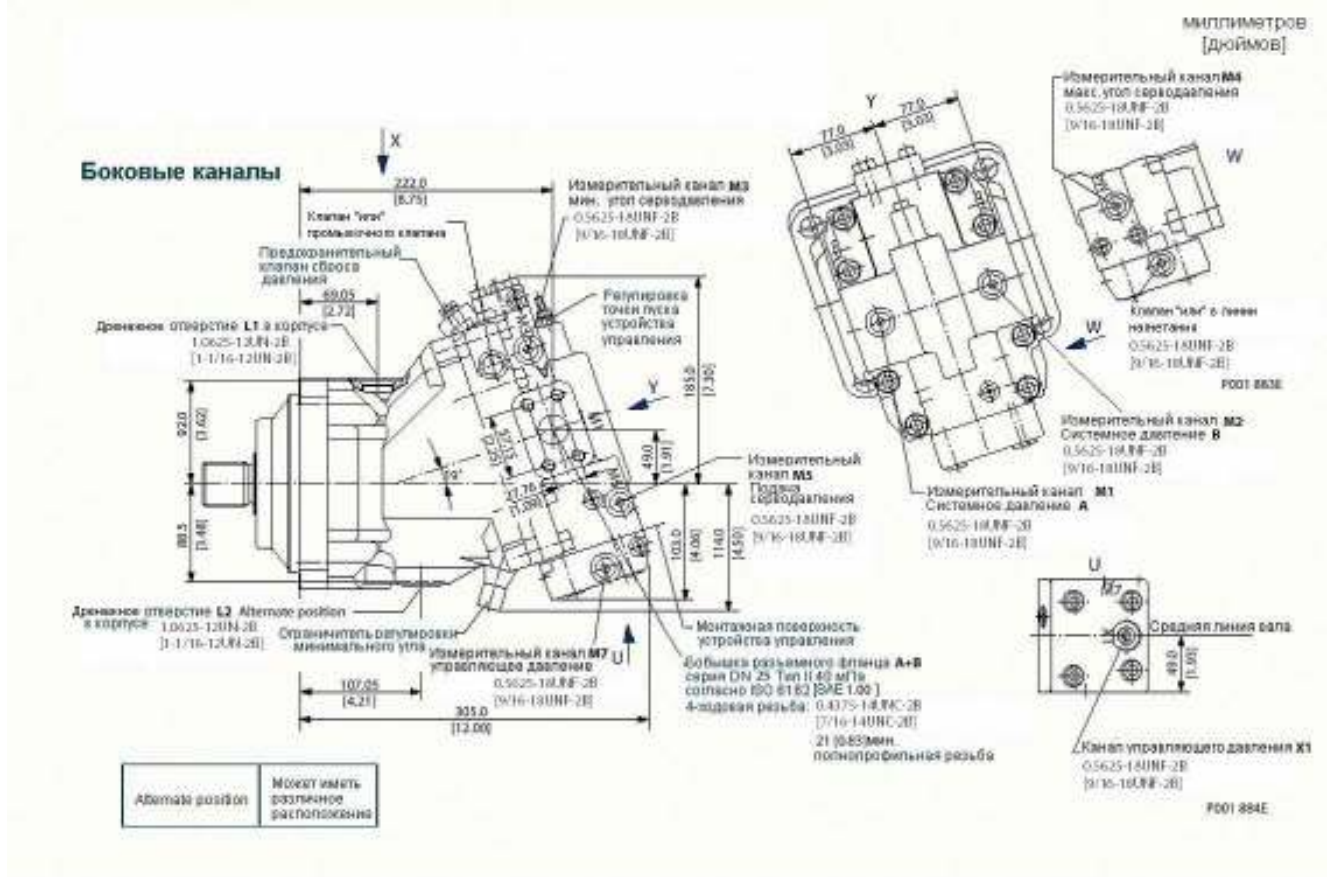 миллиметров
[дюймов]
Измерительный канал M4
макс. угол серводавления
0.5625-18UNF-2B
[9/16-18UNF-2B]
Y
77.0
[3.03]
77.0
[3.03]
W
X
Боковые каналы
222.0
[8.75]
Измерительный канал M3
мин. угол серводавления
0.5625-18UNF-2B
[9/16-18UNF-2B]
Клапан "или"
промывочного клапана
Предохранительный
клапан сброса
давления
69.05
[2.72]
Регулировка
точки пуска
устройства
управления
Дренажное отверстие L1 в корпусе
1.0625-12UN-2B
[1-1/16-12UN-2B]
Клапан "или" в линии
нагнетания
0.5625-18UNF-2B
[9/16-18UNF-2B]
W
P001 883E
92.0
[3.62]
185.0
[7.30]
Y
M1
57.15
[2.25]
49.0
[1.91]
27.76
[1.09]
88.5
[3.48]
103.0
[4.06]
114.0
[4.50]
Измерительный
канал M5
Подача
серводавления
0.5625-18UNF-2B
[9/16-18UNF-2B]
Измерительный канал M2
Системное давление B
0.5625-18UNF-2B
[9/16-18UNF-2B]
Измерительный канал M1
Системное давление A
0.5625-18UNF-2B
[9/16-18UNF-2B]
U
M7
Средняя линия вала
49.0
[1.93]
Дренажное отверстие L2 Alternate position
в корпусе 1.0625-12UN-2B
[1-1/16-12UN-2B]
Ограничитель регулировки
минимального угла
Измерительный канал M7
управляющее давление
0.5625-18UNF-2B
[9/16-18UNF-2B]
U
Монтажная поверхность
устройства управления
Бобышка разъемного фланца A+B
серия DN 25 Тип II 40 мПа
согласно ISO 6162 [SAE 1.00 ]
4-ходовая резьба: 0.4375-14UNC-2B
[7/16-14UNC-2B]
21 [0.83]мин.
полнопрофильная резьба
107.05
[4.21]
305.0
[12.00]
Канал управляющего давления X1
0.5625-18UNF-2B
[9/16-18UNF-2B]
P001 884E
Alternate position
Может иметь
различное
расположение